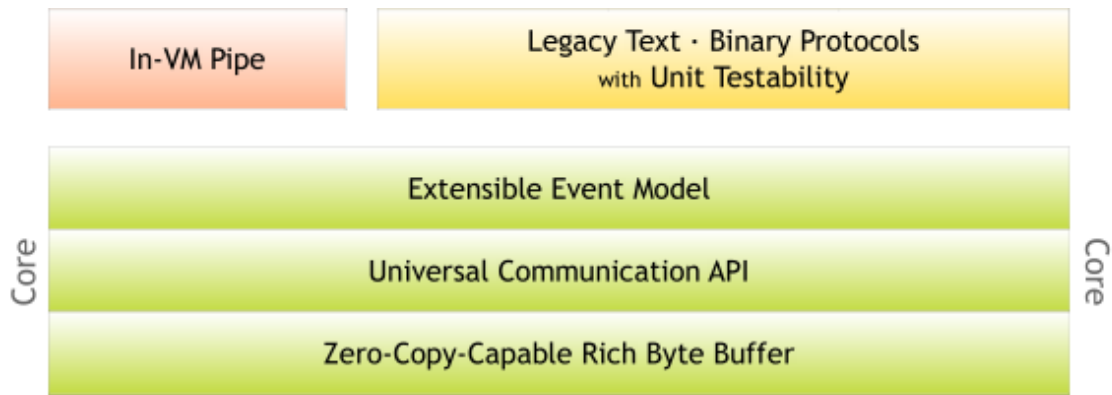 In-VM Pipe
Legacy Text · Binary Protocols
with Unit Testability
Extensible Event Model
Core
Universal Communication API
Core
Zero-Copy-Capable Rich Byte Buffer